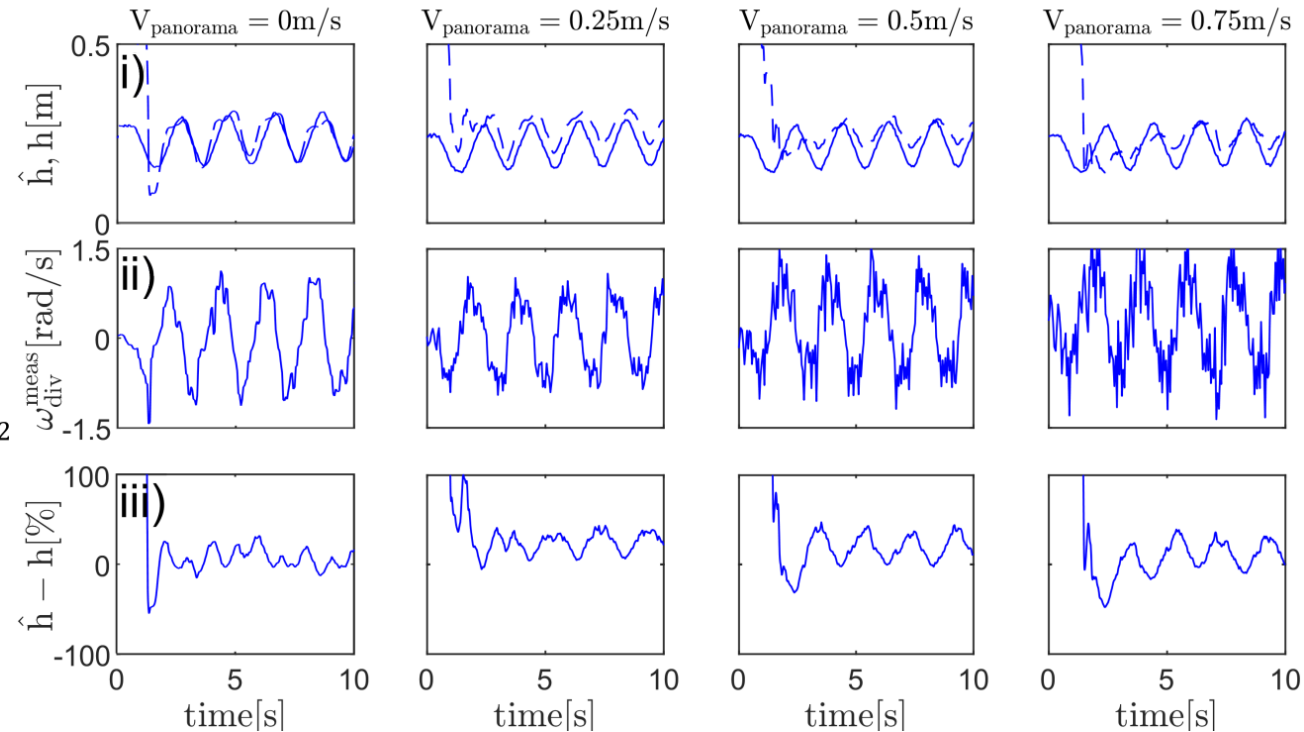 V_panorama = 0m/s V_panorama = 0.25m/s V_panorama = 0.5m/s V_panorama = 0.75m/s
i)
ĥ, h[m]
0.5
0
ii)
ω_div^meas[rad/s]
1.5
0
-1.5
2
iii)
ĥ − h[%]
100
0
-100
0 5 10 0 5 10 0 5 10 0 5 10
time[s] time[s] time[s] time[s]